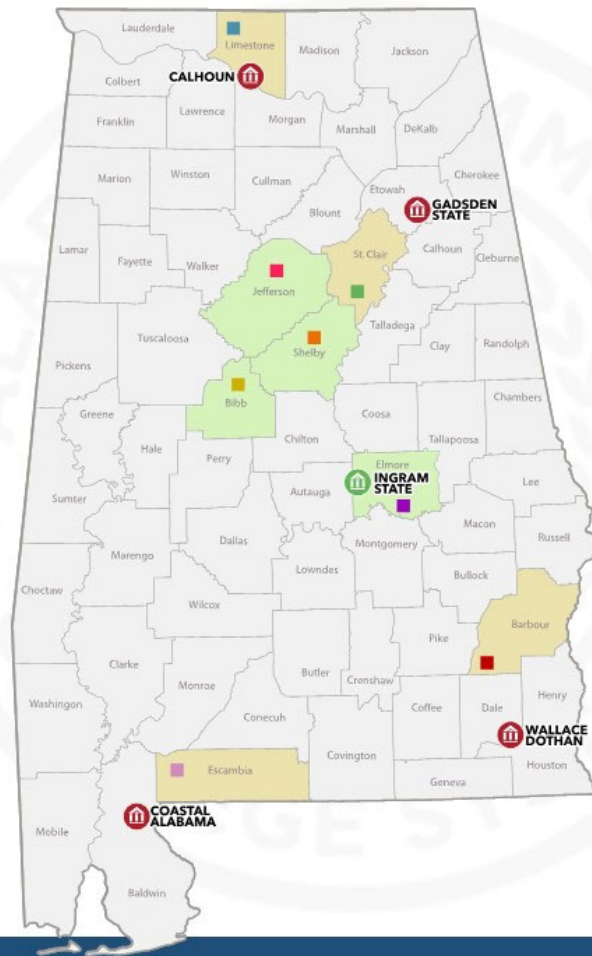 Lauderdale
Limestone
Madison
Jackson
CALHOUN
Colbert
Lawrence
Franklin
Morgan
Marshall
DeKalb
Cherokee
Marion
Winston
Cullman
Etowah
GADSDEN
STATE
Blount
Lamar
Fayette
Walker
St. Clair
Calhoun
Cleburne
Jefferson
Talladega
Tuscaloosa
Shelby
Clay
Randolph
Pickens
Bibb
Chambers
Greene
Coosa
Tallapoosa
Hale
Perry
Chilton
Elmore
INGRAM
STATE
Lee
Sumter
Autauga
Macon
Russell
Dallas
Montgomery
Marengo
Lowndes
Bullock
Choctaw
Wilcox
Barbour
Pike
Clarke
Monroe
Butler
Crenshaw
Washingon
Coffee
Dale
Henry
Conecuh
WALLACE
DOTHAN
Covington
Houston
Escambia
Geneva
COASTAL
ALABAMA
Mobile
Baldwin